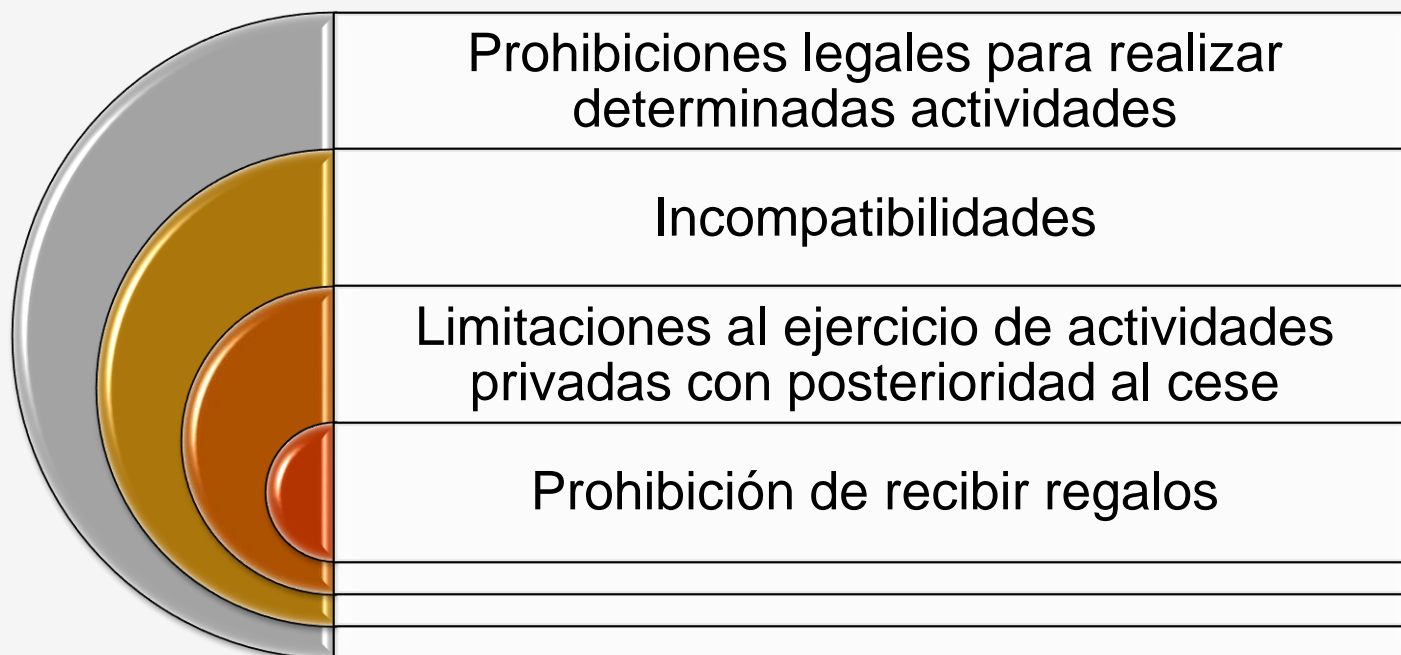 Prohibiciones legales para realizar
determinadas actividades
Incompatibilidades
Limitaciones al ejercicio de actividades
privadas con posterioridad al cese
Prohibición de recibir regalos